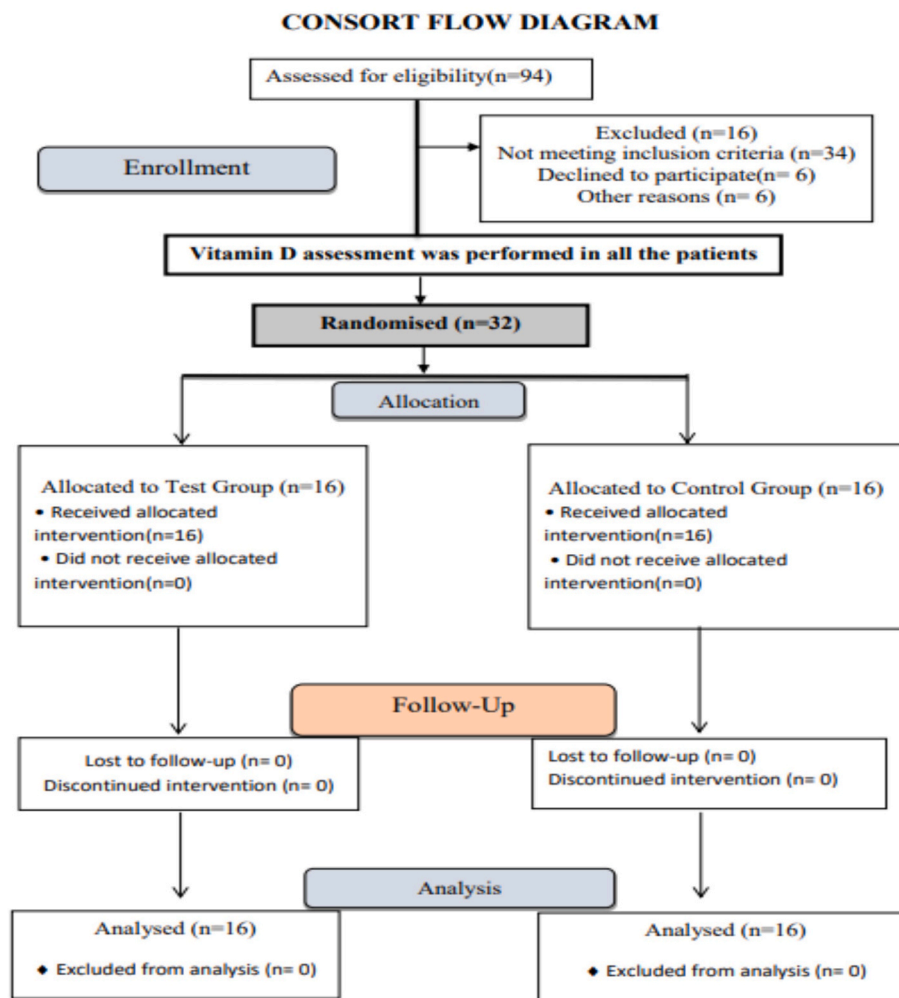 CONSORT FLOW DIAGRAM
Assessed for eligibility(n=94)
Excluded (n=16)
Not meeting inclusion criteria (n=34)
Declined to participate(n= 6)
Other reasons (n= 6)
Enrollment
Vitamin D assessment was performed in all the patients
Randomised (n=32)
Allocation
Allocated to Test Group (n=16)
• Received allocated
intervention(n=16)
• Did not receive allocated
intervention(n=0)
Allocated to Control Group (n=16)
• Received allocated
intervention(n=16)
• Did not receive allocated
intervention(n=0)
Follow-Up
Lost to follow-up (n= 0)
Discontinued intervention (n= 0)
Lost to follow-up (n= 0)
Discontinued intervention (n= 0)
Analysis
Analysed (n=16)
◆ Excluded from analysis (n= 0)
Analysed (n=16)
◆ Excluded from analysis (n= 0)